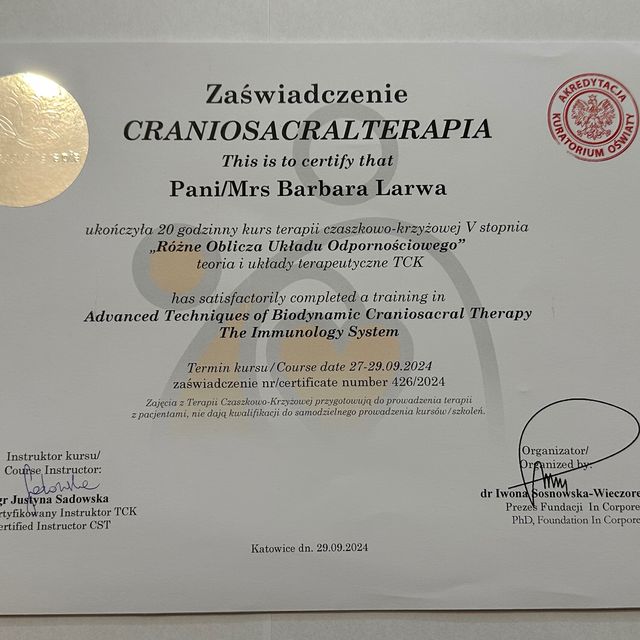 Zaświadczenie
CRANIOSACRALTERAPIA
This is to certify that
Pani/Mrs Barbara Larwa
ukończyła 20 godzinny kurs terapii czaszkowo-krzyżowej V stopnia
„Różne Oblicza Układu Odpornościowego”
teoria i układy terapeutyczne TCK
has satisfactorily completed a training in
Advanced Techniques of Biodynamic Craniosacral Therapy
The Immunology System
Termin kursu/Course date 27-29.09.2024
zaświadczenie nr/certificate number 426/2024
Zajęcia z Terapii Czaszkowo-Krzyżowej przygotowują do prowadzenia terapii
z pacjentami, nie dają kwalifikacji do samodzielnego prowadzenia kursów/szkoleń.
Instruktor kursu/
Course Instructor:
gr Justyna Sadowska
rtyfikowany Instruktor TCK
ertified Instructor CST
Organizator/
Organized by:
dr Iwona Sosnowska-Wieczore
Prezes Fundacji In Corpore
PhD, Foundation In Corpore
Katowice dn. 29.09.2024
AKREDYTACJA
KURATORIUM OŚWIATY